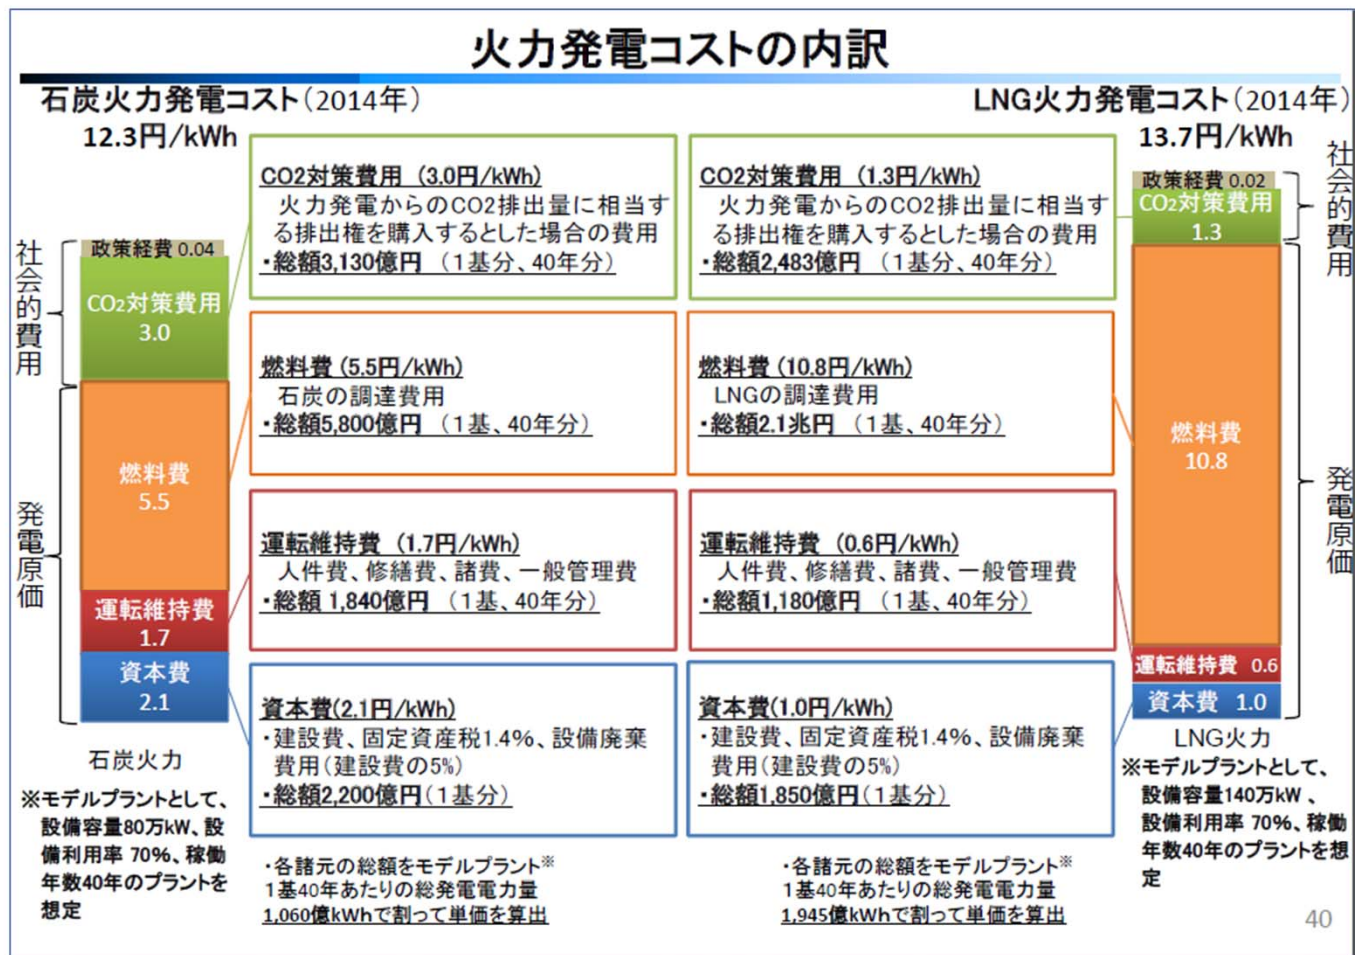 火力発電コストの内訳
石炭火力発電コスト（2014年）
12.3円/kWh
LNG火力発電コスト（2014年）
13.7円/kWh
社会的費用
発電原価
政策経費 0.04
CO2対策費用
3.0
燃料費
5.5
運転維持費
1.7
資本費
2.1
石炭火力
※モデルプラントとして、
設備容量80万kW、設
備利用率 70%、稼働
年数40年のプラントを
想定
CO2対策費用 (3.0円/kWh)
火力発電からのCO2排出量に相当す
る排出権を購入するとした場合の費用
・総額3,130億円 （1基分、40年分）
燃料費 (5.5円/kWh)
石炭の調達費用
・総額5,800億円 （1基、40年分）
運転維持費 (1.7円/kWh)
人件費、修繕費、諸費、一般管理費
・総額 1,840億円 （1基、40年分）
資本費(2.1円/kWh)
・建設費、固定資産税1.4%、設備廃棄
費用(建設費の5%)
・総額2,200億円(1基分)
・各諸元の総額をモデルプラント※
1基40年あたりの総発電電力量
1,060億kWhで割って単価を算出
CO2対策費用 (1.3円/kWh)
火力発電からのCO2排出量に相当す
る排出権を購入するとした場合の費用
・総額2,483億円 （1基分、40年分）
燃料費 (10.8円/kWh)
LNGの調達費用
・総額2.1兆円 （1基、40年分）
運転維持費 (0.6円/kWh)
人件費、修繕費、諸費、一般管理費
・総額1,180億円 （1基、40年分）
資本費(1.0円/kWh)
・建設費、固定資産税1.4%、設備廃棄
費用(建設費の5%)
・総額1,850億円(1基分)
・各諸元の総額をモデルプラント※
1基40年あたりの総発電電力量
1,945億kWhで割って単価を算出
政策経費 0.02
CO2対策費用
1.3
燃料費
10.8
運転維持費 0.6
資本費 1.0
社会的費用
発電原価
LNG火力
※モデルプラントとして、
設備容量140万kW 、
設備利用率 70%、稼働
年数40年のプラントを想
定
40